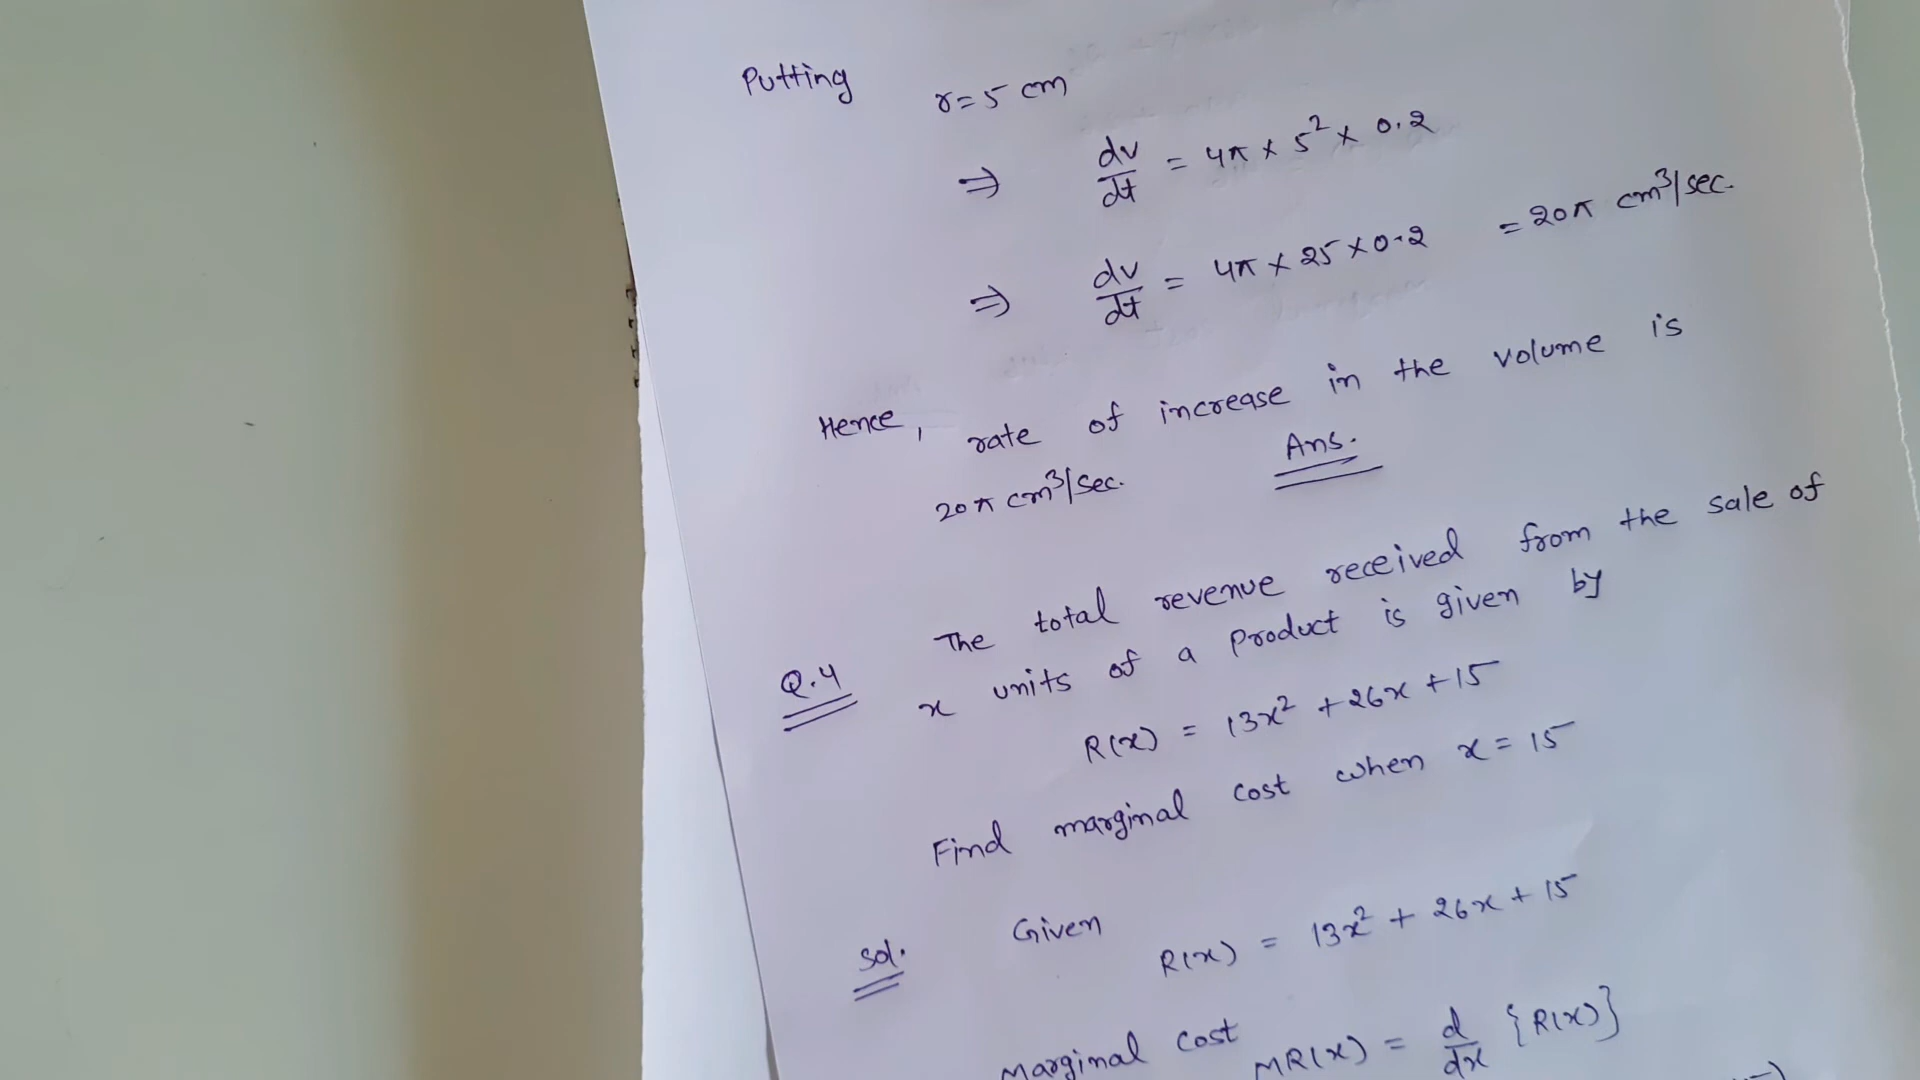 Putting r=5 cm
⇒ dv/dt = 4π × 5² × 0.2
⇒ dv/dt = 4π × 25 × 0.2 = 20π cm³/sec.
Hence, rate of increase in the volume is
20π cm³/sec. Ans.
Q.4 The total revenue received from the sale of
x units of a product is given by
R(x) = 13x² + 26x + 15
Find marginal cost when x = 15
Sol. Given
R(x) = 13x² + 26x + 15
Marginal cost MR(x) = d/dx {R(x)}